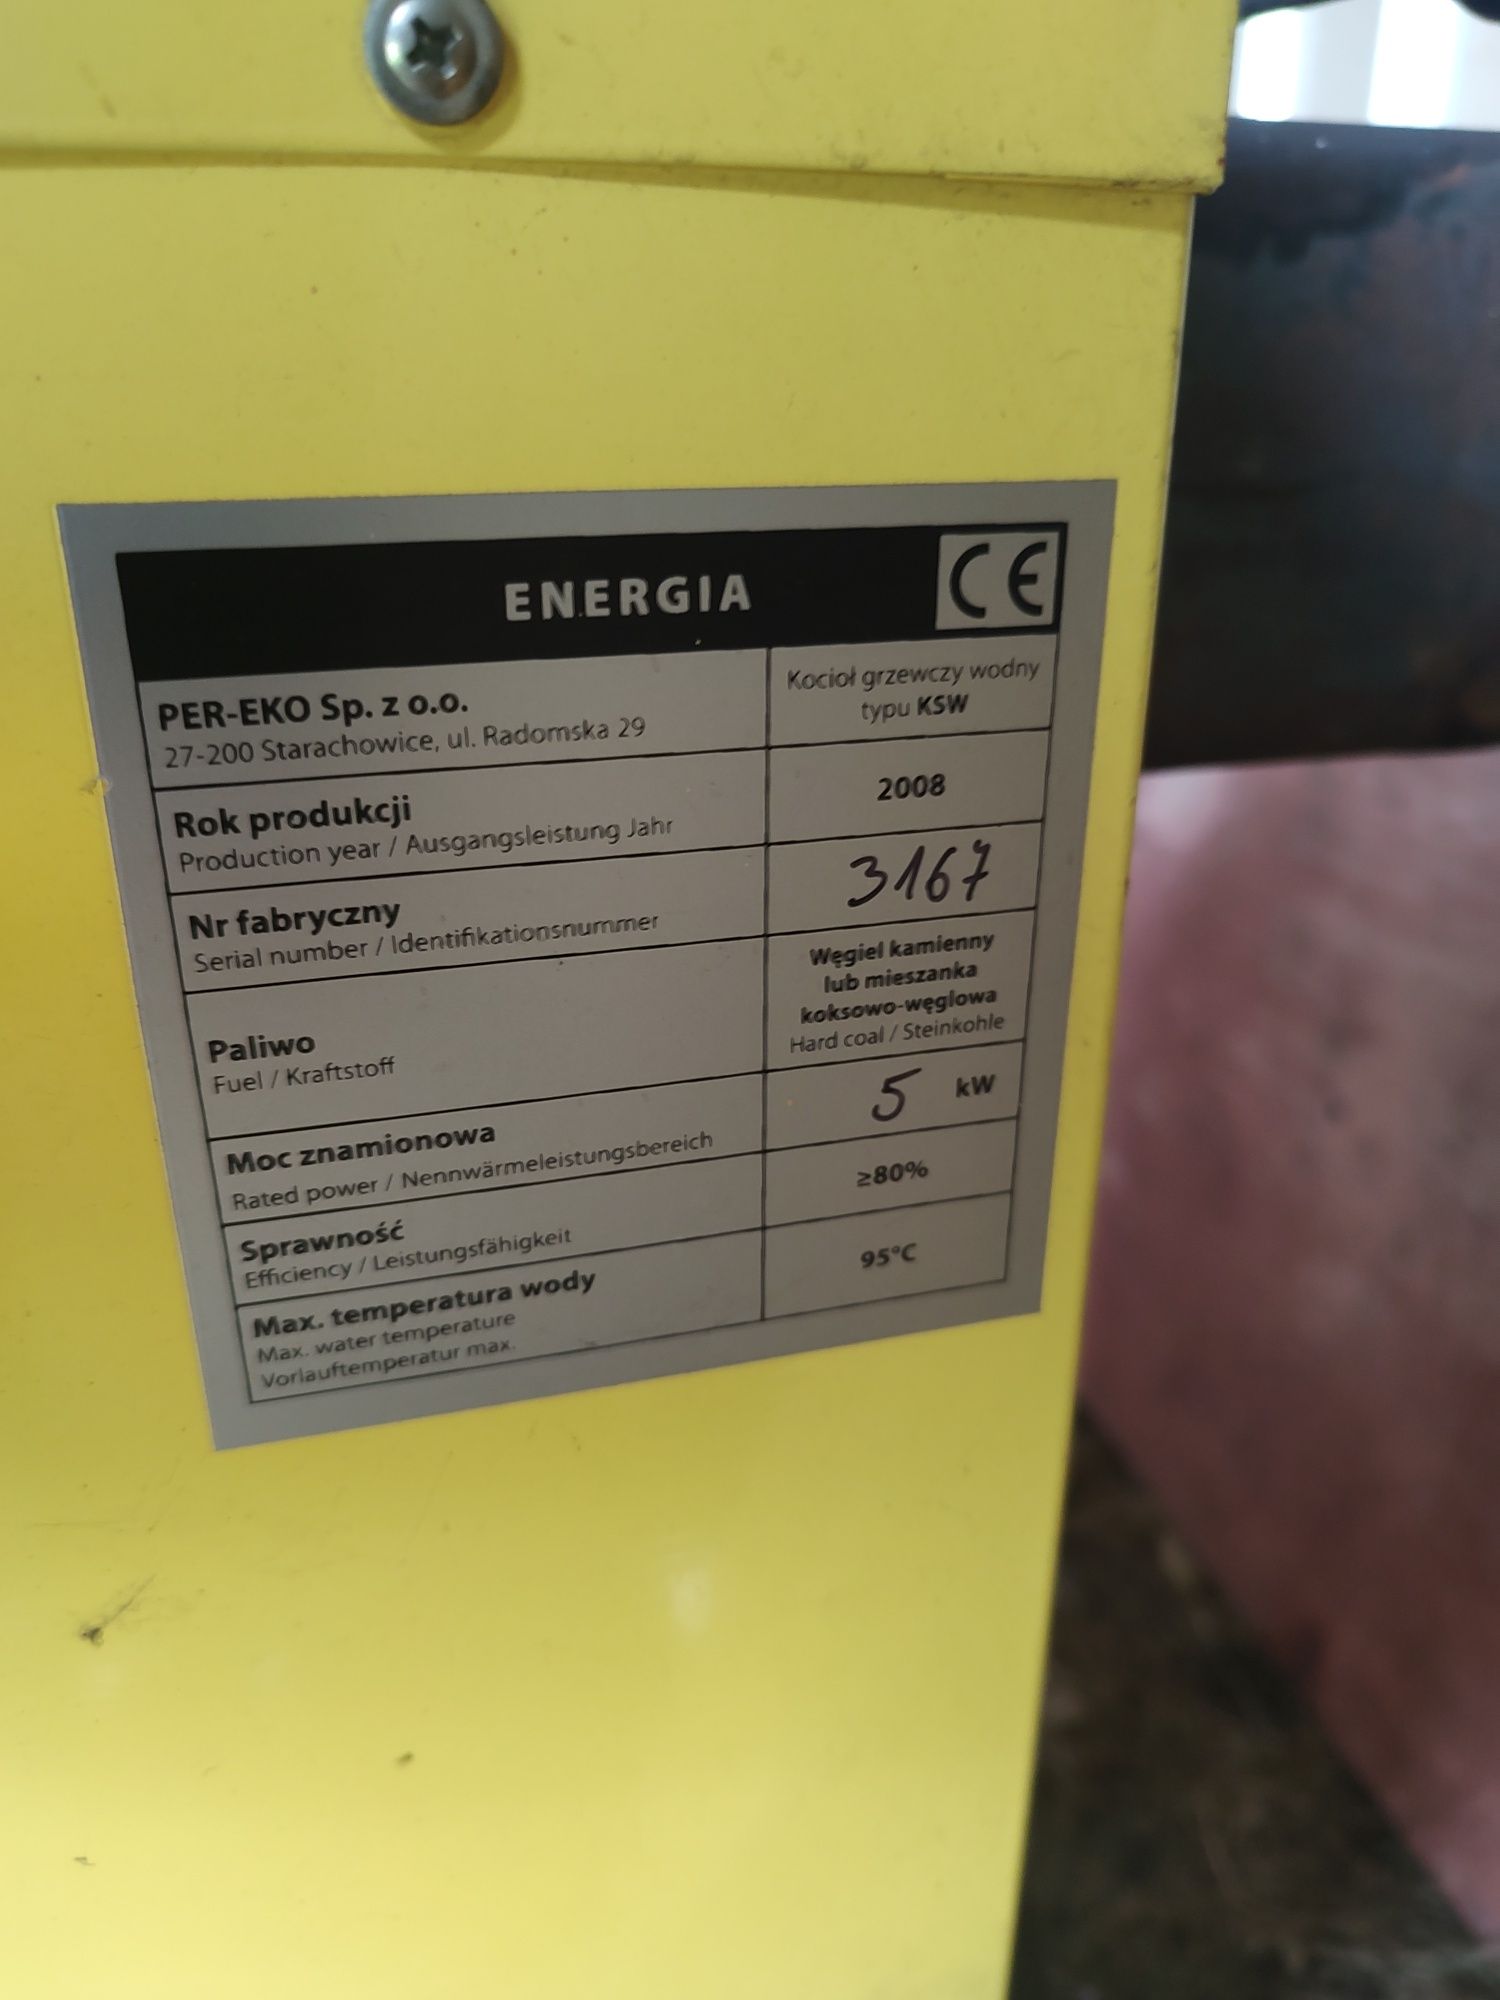 ENERGIA
CE
PER-EKO Sp. z o.o.
27-200 Starachowice, ul. Radomska 29
Kocioł grzewczy wodny
typu KSW
Rok produkcji
Production year / Ausgangsleistung Jahr
2008
Nr fabryczny
Serial number / Identifikationsnummer
3167
Paliwo
Fuel / Kraftstoff
Węgiel kamienny
lub mieszanka
koksowo-węglowa
Hard coal / Steinkohle
Moc znamionowa
Rated power / Nennwärmeleistungsbereich
5 kW
Sprawność
Efficiency / Leistungsfähigkeit
≥80%
Max. temperatura wody
Max. water temperature
Vorlauftemperatur max.
95°C